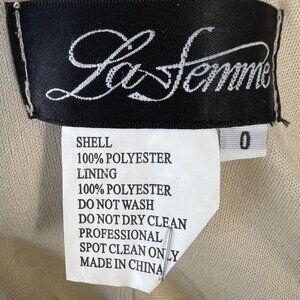 La Femme
0
SHELL
100% POLYESTER
LINING
100% POLYESTER
DO NOT WASH
DO NOT DRY CLEAN
PROFESSIONAL
SPOT CLEAN ONLY
MADE IN CHINA